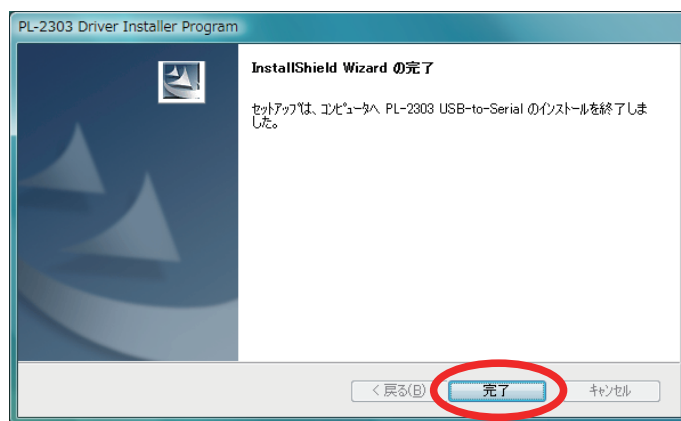 PL-2303 Driver Installer Program
InstallShield Wizard の完了
セットアップは、コンピュータへ PL-2303 USB-to-Serial のインストールを終了しま
した。
< 戻る(B)
完了
キャンセル